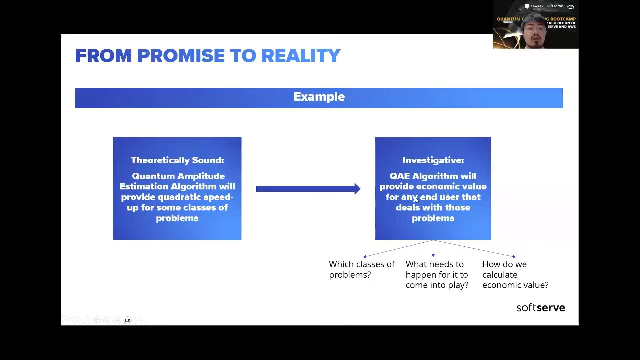 QUANTUM COMPUTING BOOTCAMP
FROM PROMISE TO REALITY
Example
Theoretically Sound:
Quantum Amplitude
Estimation Algorithm will
provide quadratic speed-
up for some classes of
problems
Investigative:
QAE Algorithm will
provide economic value
for any end user that
deals with those
problems
Which classes of
problems?
What needs to
happen for it to
come into play?
How do we
calculate
economic value?
softserve